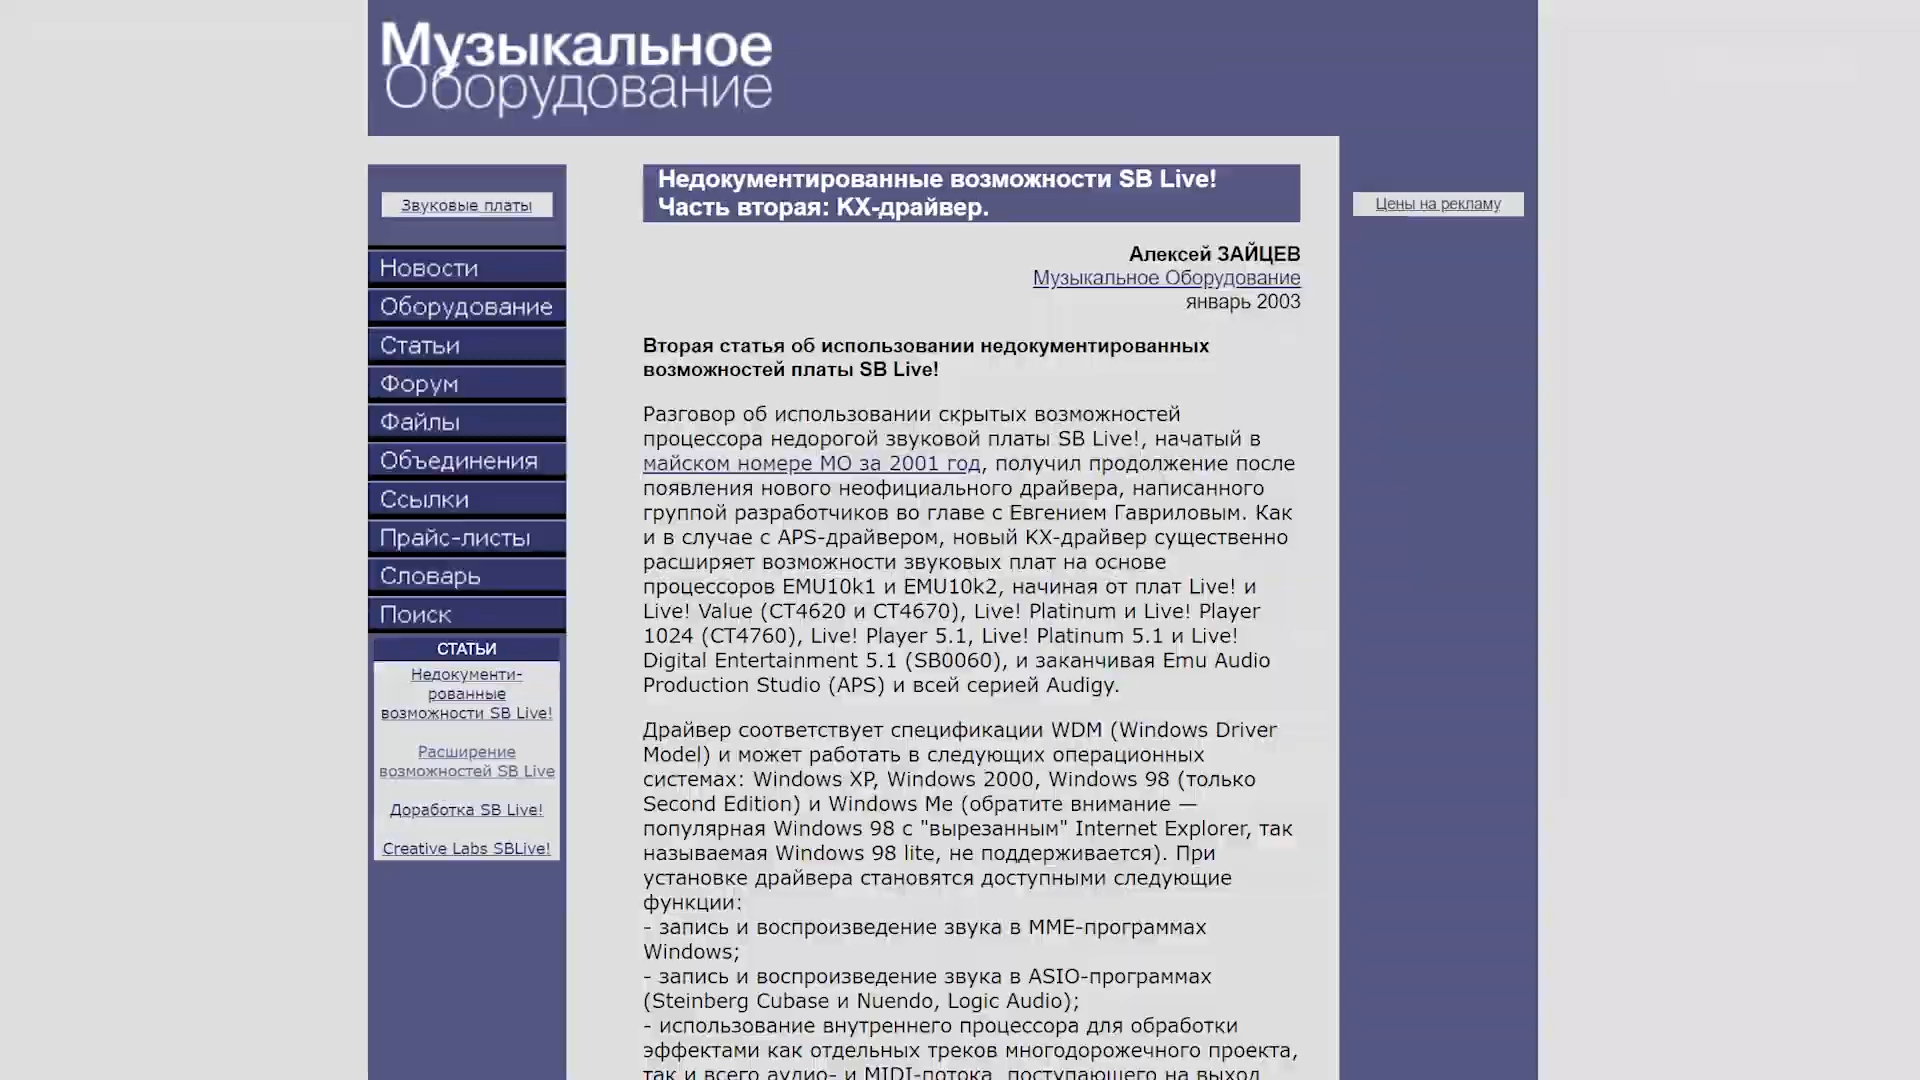 Музыкальное
Оборудование
Звуковые платы
Новости
Оборудование
Статьи
Форум
Файлы
Объединения
Ссылки
Прайс-листы
Словарь
Поиск
СТАТЬИ
Недокументи-
рованные
возможности SB Live!
Расширение
возможностей SB Live
Доработка SB Live!
Creative Labs SBLive!
Недокументированные возможности SB Live!
Часть вторая: KX-драйвер.
Алексей ЗАЙЦЕВ
Музыкальное Оборудование
январь 2003
Вторая статья об использовании недокументированных
возможностей платы SB Live!
Разговор об использовании скрытых возможностей
процессора недорогой звуковой платы SB Live!, начатый в
майском номере МО за 2001 год, получил продолжение после
появления нового неофициального драйвера, написанного
группой разработчиков во главе с Евгением Гавриловым. Как
и в случае с APS-драйвером, новый KX-драйвер существенно
расширяет возможности звуковых плат на основе
процессоров EMU10k1 и EMU10k2, начиная от плат Live! и
Live! Value (CT4620 и CT4670), Live! Platinum и Live! Player
1024 (CT4760), Live! Player 5.1, Live! Platinum 5.1 и Live!
Digital Entertainment 5.1 (SB0060), и заканчивая Emu Audio
Production Studio (APS) и всей серией Audigy.
Драйвер соответствует спецификации WDM (Windows Driver
Model) и может работать в следующих операционных
системах: Windows XP, Windows 2000, Windows 98 (только
Second Edition) и Windows Me (обратите внимание —
популярная Windows 98 с "вырезанным" Internet Explorer, так
называемая Windows 98 lite, не поддерживается). При
установке драйвера становятся доступными следующие
функции:
- запись и воспроизведение звука в MME-программах
Windows;
- запись и воспроизведение звука в ASIO-программах
(Steinberg Cubase и Nuendo, Logic Audio);
- использование внутреннего процессора для обработки
эффектами как отдельных треков многодорожечного проекта,
так и всего аудио- и MIDI-потока, поступающего на выход
Цены на рекламу